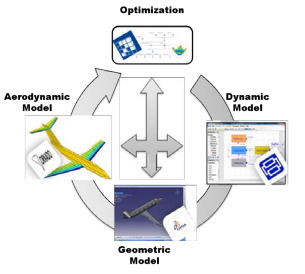 Optimization
Aerodynamic
Model
Dynamic
Model
Geometric
Model